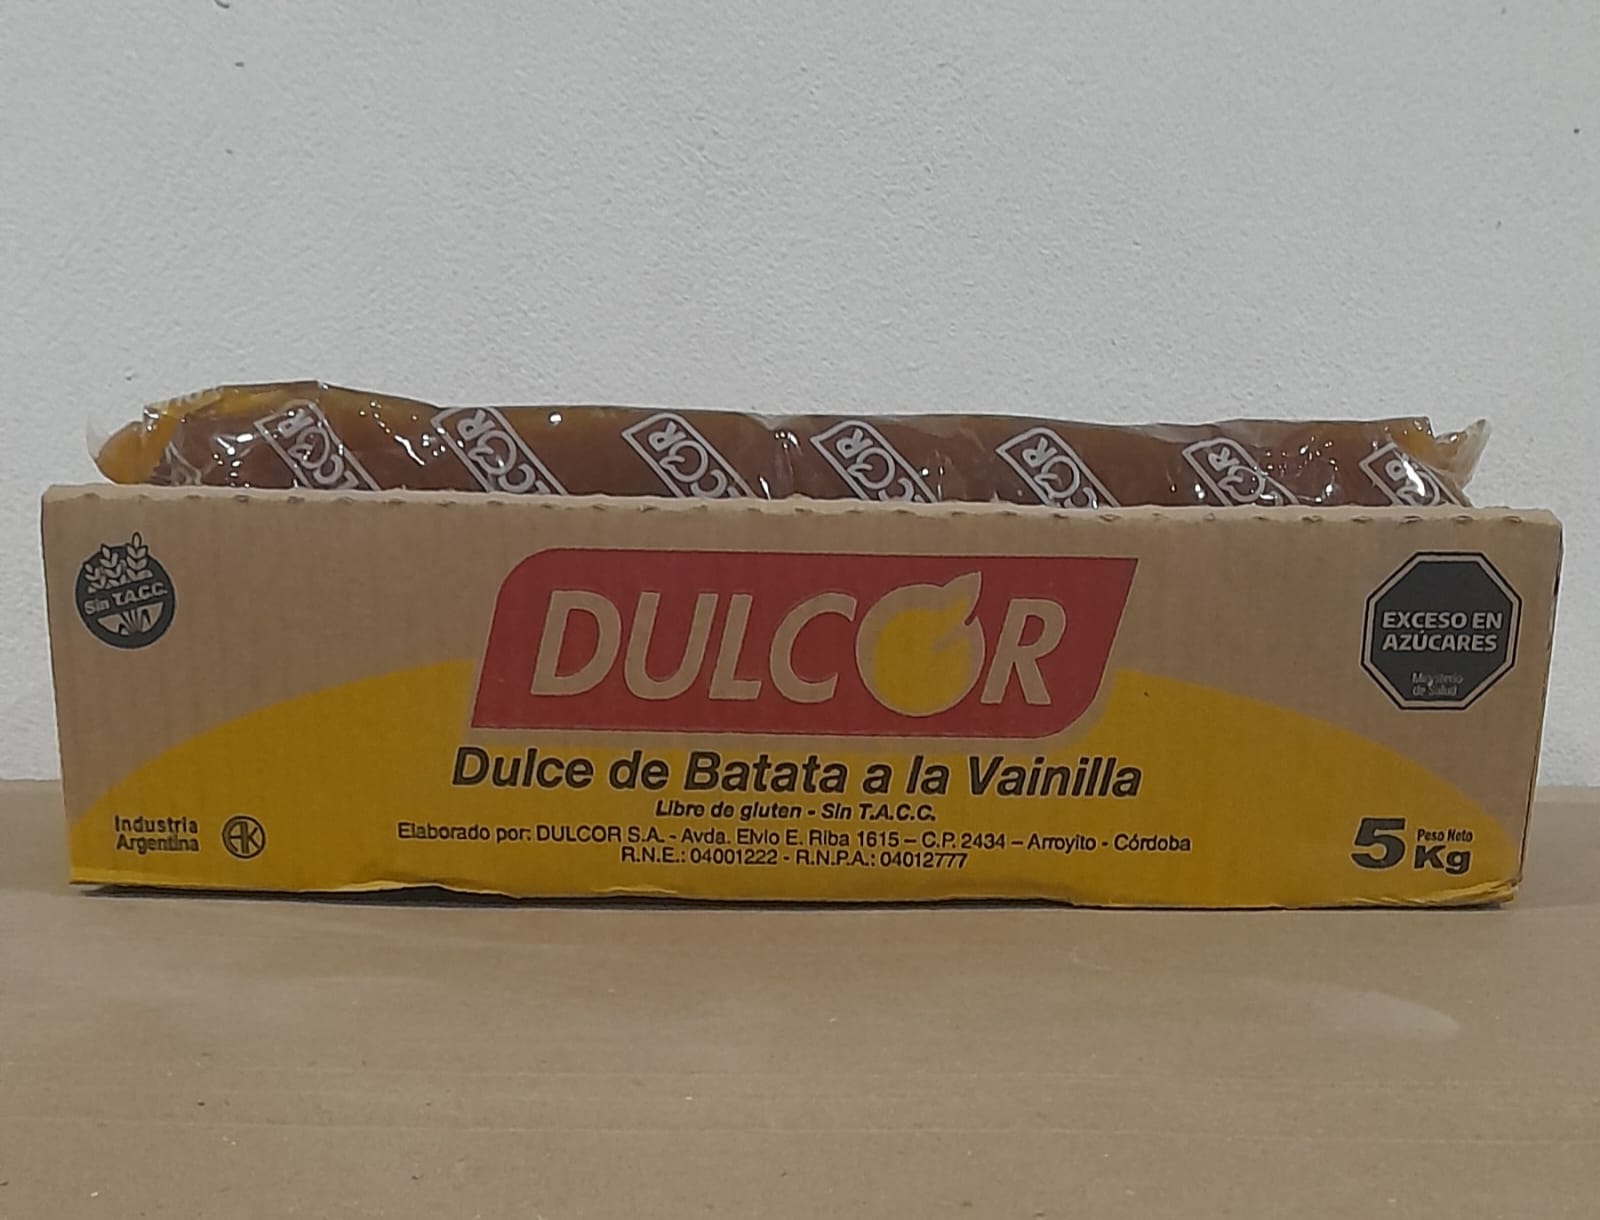 DULCOR
Sin T.A.C.C.
EXCESO EN
AZÚCARES
Ministerio
de Salud
Dulce de Batata a la Vainilla
Libre de gluten - Sin T.A.C.C.
Elaborado por: DULCOR S.A. - Avda. Elvio E. Riba 1615 – C.P. 2434 – Arroyito - Córdoba
R.N.E.: 04001222 - R.N.P.A.: 04012777
Industria
Argentina
AK
5 Kg
Peso Neto